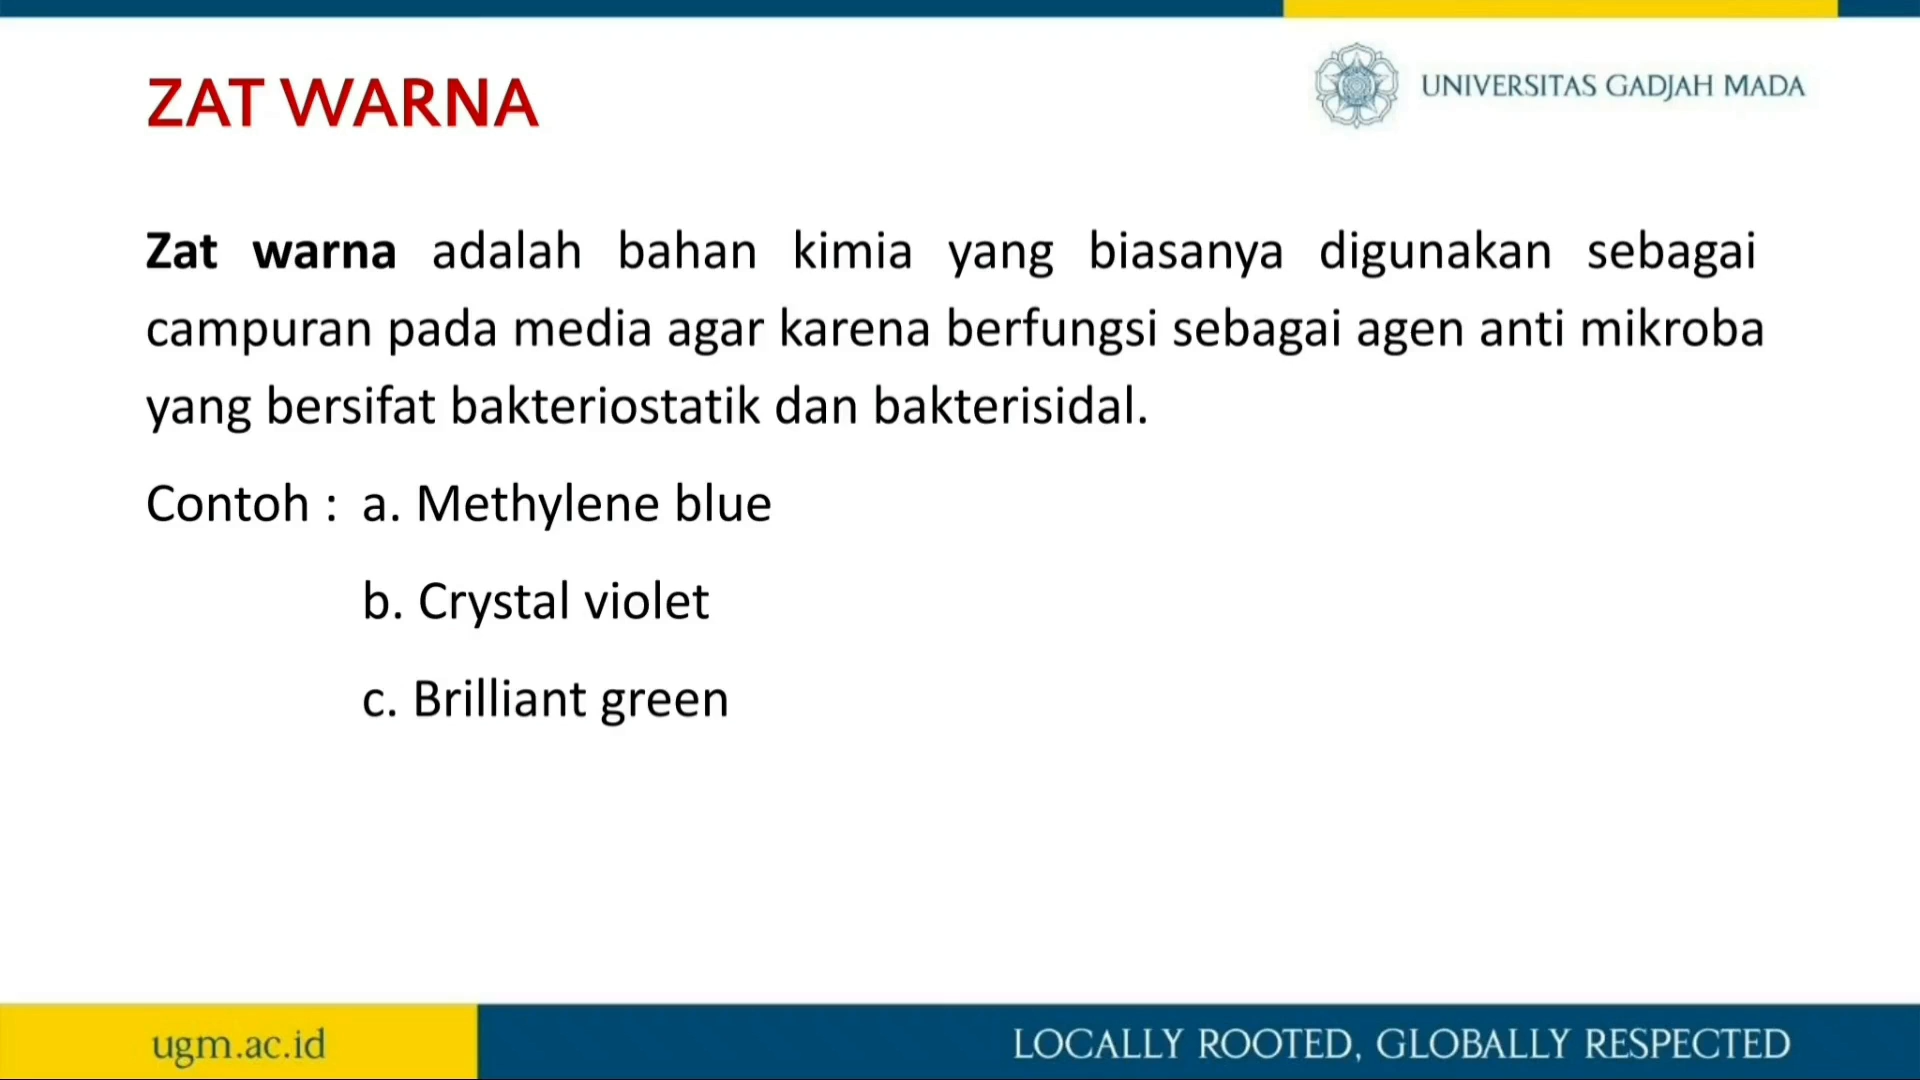 ZAT WARNA
UNIVERSITAS GADJAH MADA
Zat warna adalah bahan kimia yang biasanya digunakan sebagai
campuran pada media agar karena berfungsi sebagai agen anti mikroba
yang bersifat bakteriostatik dan bakterisidal.
Contoh : a. Methylene blue
b. Crystal violet
c. Brilliant green
ugm.ac.id
LOCALLY ROOTED, GLOBALLY RESPECTED